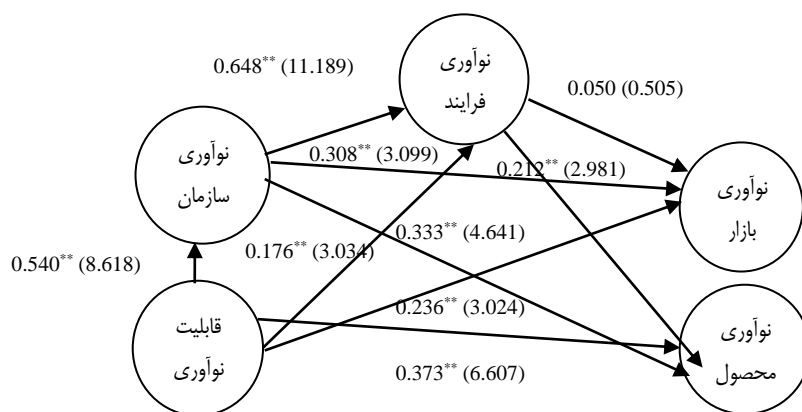 نوآوری
فرایند
0.648** (11.189)
0.050 (0.505)
نوآوری
سازمان
0.308** (3.099)
0.212** (2.981)
نوآوری
بازار
0.540** (8.618)
0.176** (3.034)
0.333** (4.641)
قابلیت
نوآوری
0.236** (3.024)
نوآوری
محصول
0.373** (6.607)